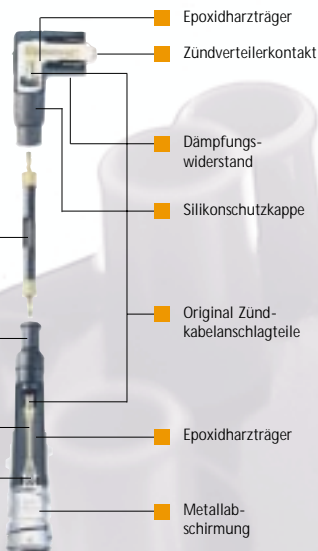 Epoxidharzträger
Zündverteilerkontakt
Dämpfungs-
widerstand
Silikonschutzkappe
Original Zünd-
kabelanschlagteile
Epoxidharzträger
Metallab-
schirmung